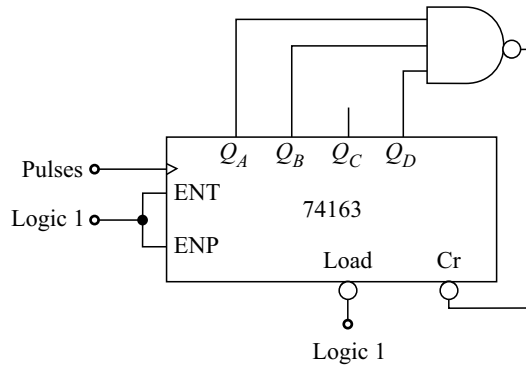 Q_A Q_B Q_C Q_D
Pulses
ENT
Logic 1
74163
ENP
Load Cr
Logic 1